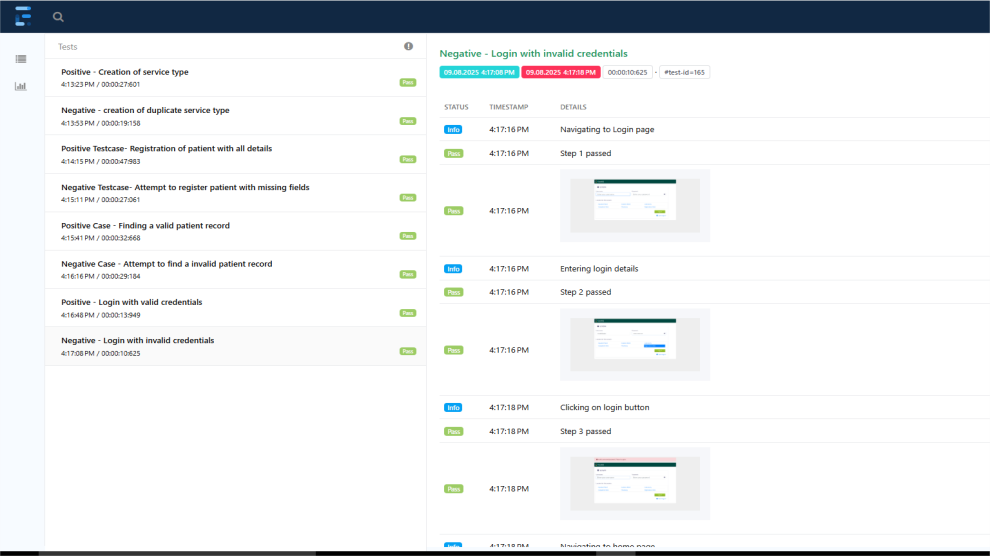 Tests
Positive - Creation of service type
4:13:23 PM / 00:00:27:601
Pass
Negative - creation of duplicate service type
4:13:53 PM / 00:00:19:158
Pass
Positive Testcase- Registration of patient with all details
4:14:15 PM / 00:00:47:983
Pass
Negative Testcase- Attempt to register patient with missing fields
4:15:11 PM / 00:00:27:061
Pass
Positive Case - Finding a valid patient record
4:15:41 PM / 00:00:32:668
Pass
Negative Case - Attempt to find a invalid patient record
4:16:16 PM / 00:00:29:184
Pass
Positive - Login with valid credentials
4:16:48 PM / 00:00:13:949
Pass
Negative - Login with invalid credentials
4:17:08 PM / 00:00:10:625
Pass
Negative - Login with invalid credentials
09.08.2025 4:17:08 PM 09.08.2025 4:17:18 PM 00:00:10:625 · #test-id=165
STATUS TIMESTAMP DETAILS
Info 4:17:16 PM Navigating to Login page
Pass 4:17:16 PM Step 1 passed
Pass 4:17:16 PM
Info 4:17:16 PM Entering login details
Pass 4:17:16 PM Step 2 passed
Pass 4:17:16 PM
Info 4:17:18 PM Clicking on login button
Pass 4:17:18 PM Step 3 passed
Pass 4:17:18 PM
Info 4:17:18 PM Navigating to home page